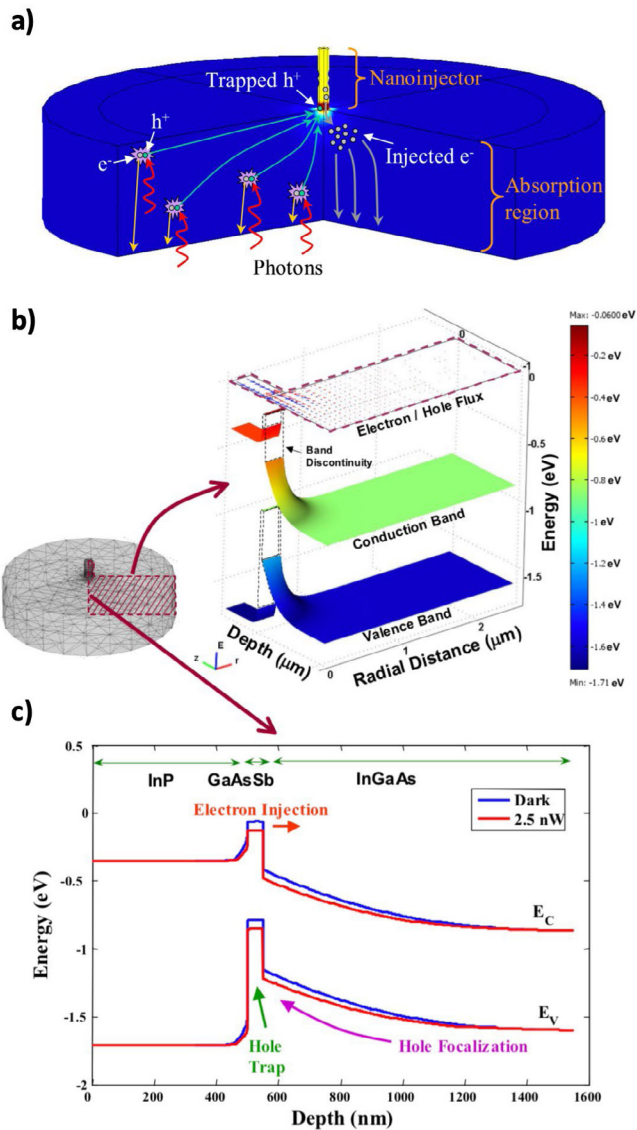 a)
Trapped h+
Nanoinjector
h+
e-
Injected e-
Absorption
region
Photons
b)
Max: -0.0600 eV
0
-1
0
-0.2 eV
Electron / Hole Flux
-0.4 eV
Band
Discontinuity
-0.5
-0.6 eV
-0.8 eV
Energy (eV)
-1
-1 eV
Conduction Band
-1.2 eV
-1.4 eV
-1.5
Valence Band
-1.6 eV
Depth (μm)
E
z
r
0
1
2
Radial Distance (μm)
Min: -1.71 eV
c)
0.5
InP
GaAsSb
InGaAs
Electron Injection
Dark
2.5 nW
0
-0.5
EC
Energy (eV)
-1
-1.5
EV
Hole
Trap
Hole Focalization
-2
0
200
400
600
800
1000
1200
1400
1600
Depth (nm)